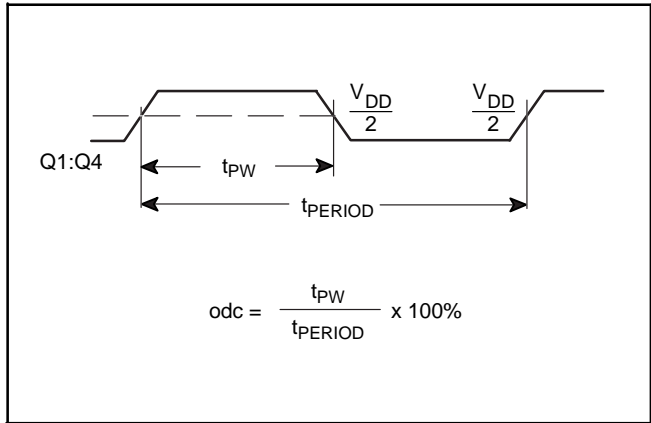 V_DD / 2
V_DD / 2
Q1:Q4
t_PW
t_PERIOD
odc = t_PW / t_PERIOD x 100%